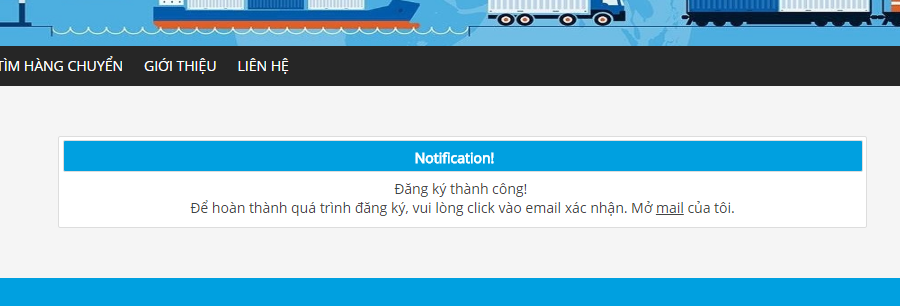 TÌM HÀNG CHUYỂN GIỚI THIỆU LIÊN HỆ
Notification!
Đăng ký thành công!
Để hoàn thành quá trình đăng ký, vui lòng click vào email xác nhận. Mở mail của tôi.